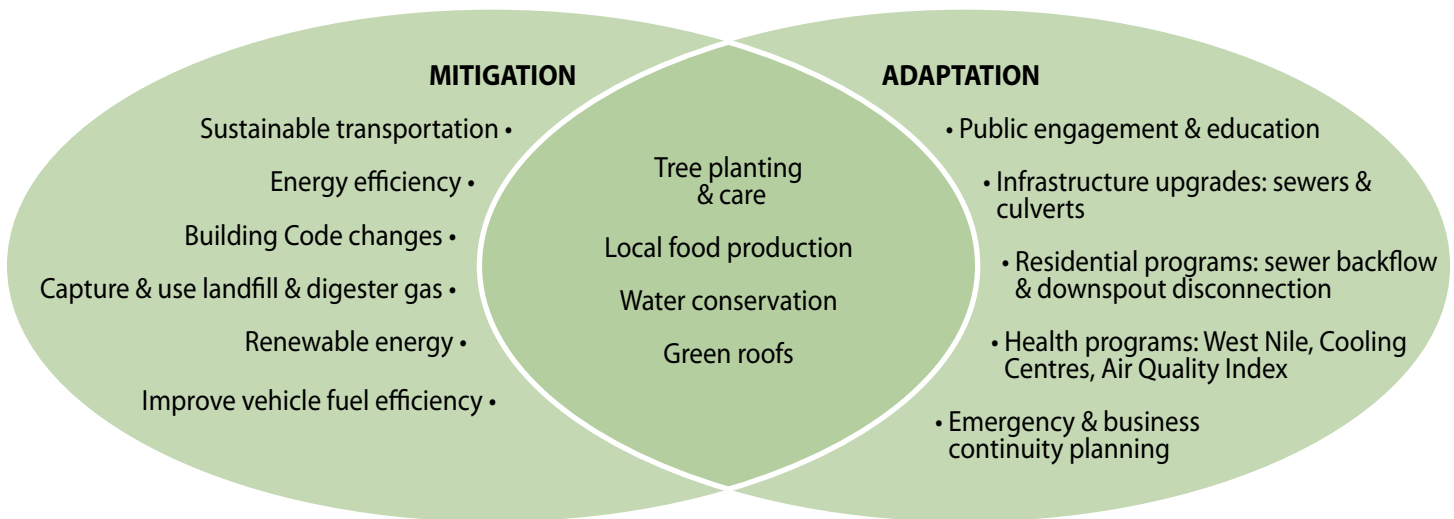 MITIGATION
Sustainable transportation •
Energy efficiency •
Building Code changes •
Capture & use landfill & digester gas •
Renewable energy •
Improve vehicle fuel efficiency •
Tree planting
& care
Local food production
Water conservation
Green roofs
ADAPTATION
• Public engagement & education
• Infrastructure upgrades: sewers &
culverts
• Residential programs: sewer backflow
& downspout disconnection
• Health programs: West Nile, Cooling
Centres, Air Quality Index
• Emergency & business
continuity planning